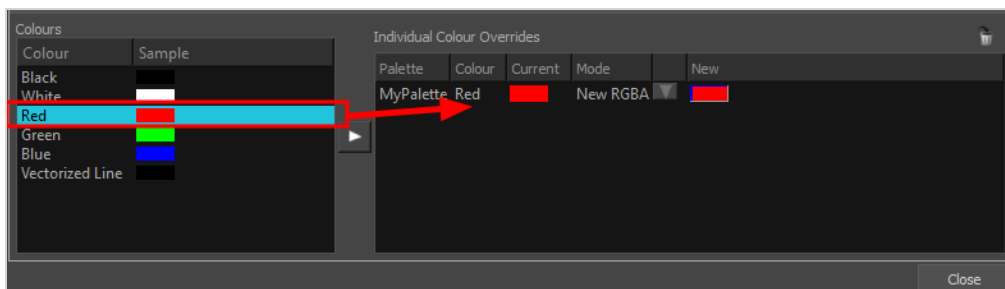 Colours
Colour Sample
Black
White
Red
Green
Blue
Vectorized Line
Individual Colour Overrides
Palette Colour Current Mode New
MyPalette Red New RGBA
Close